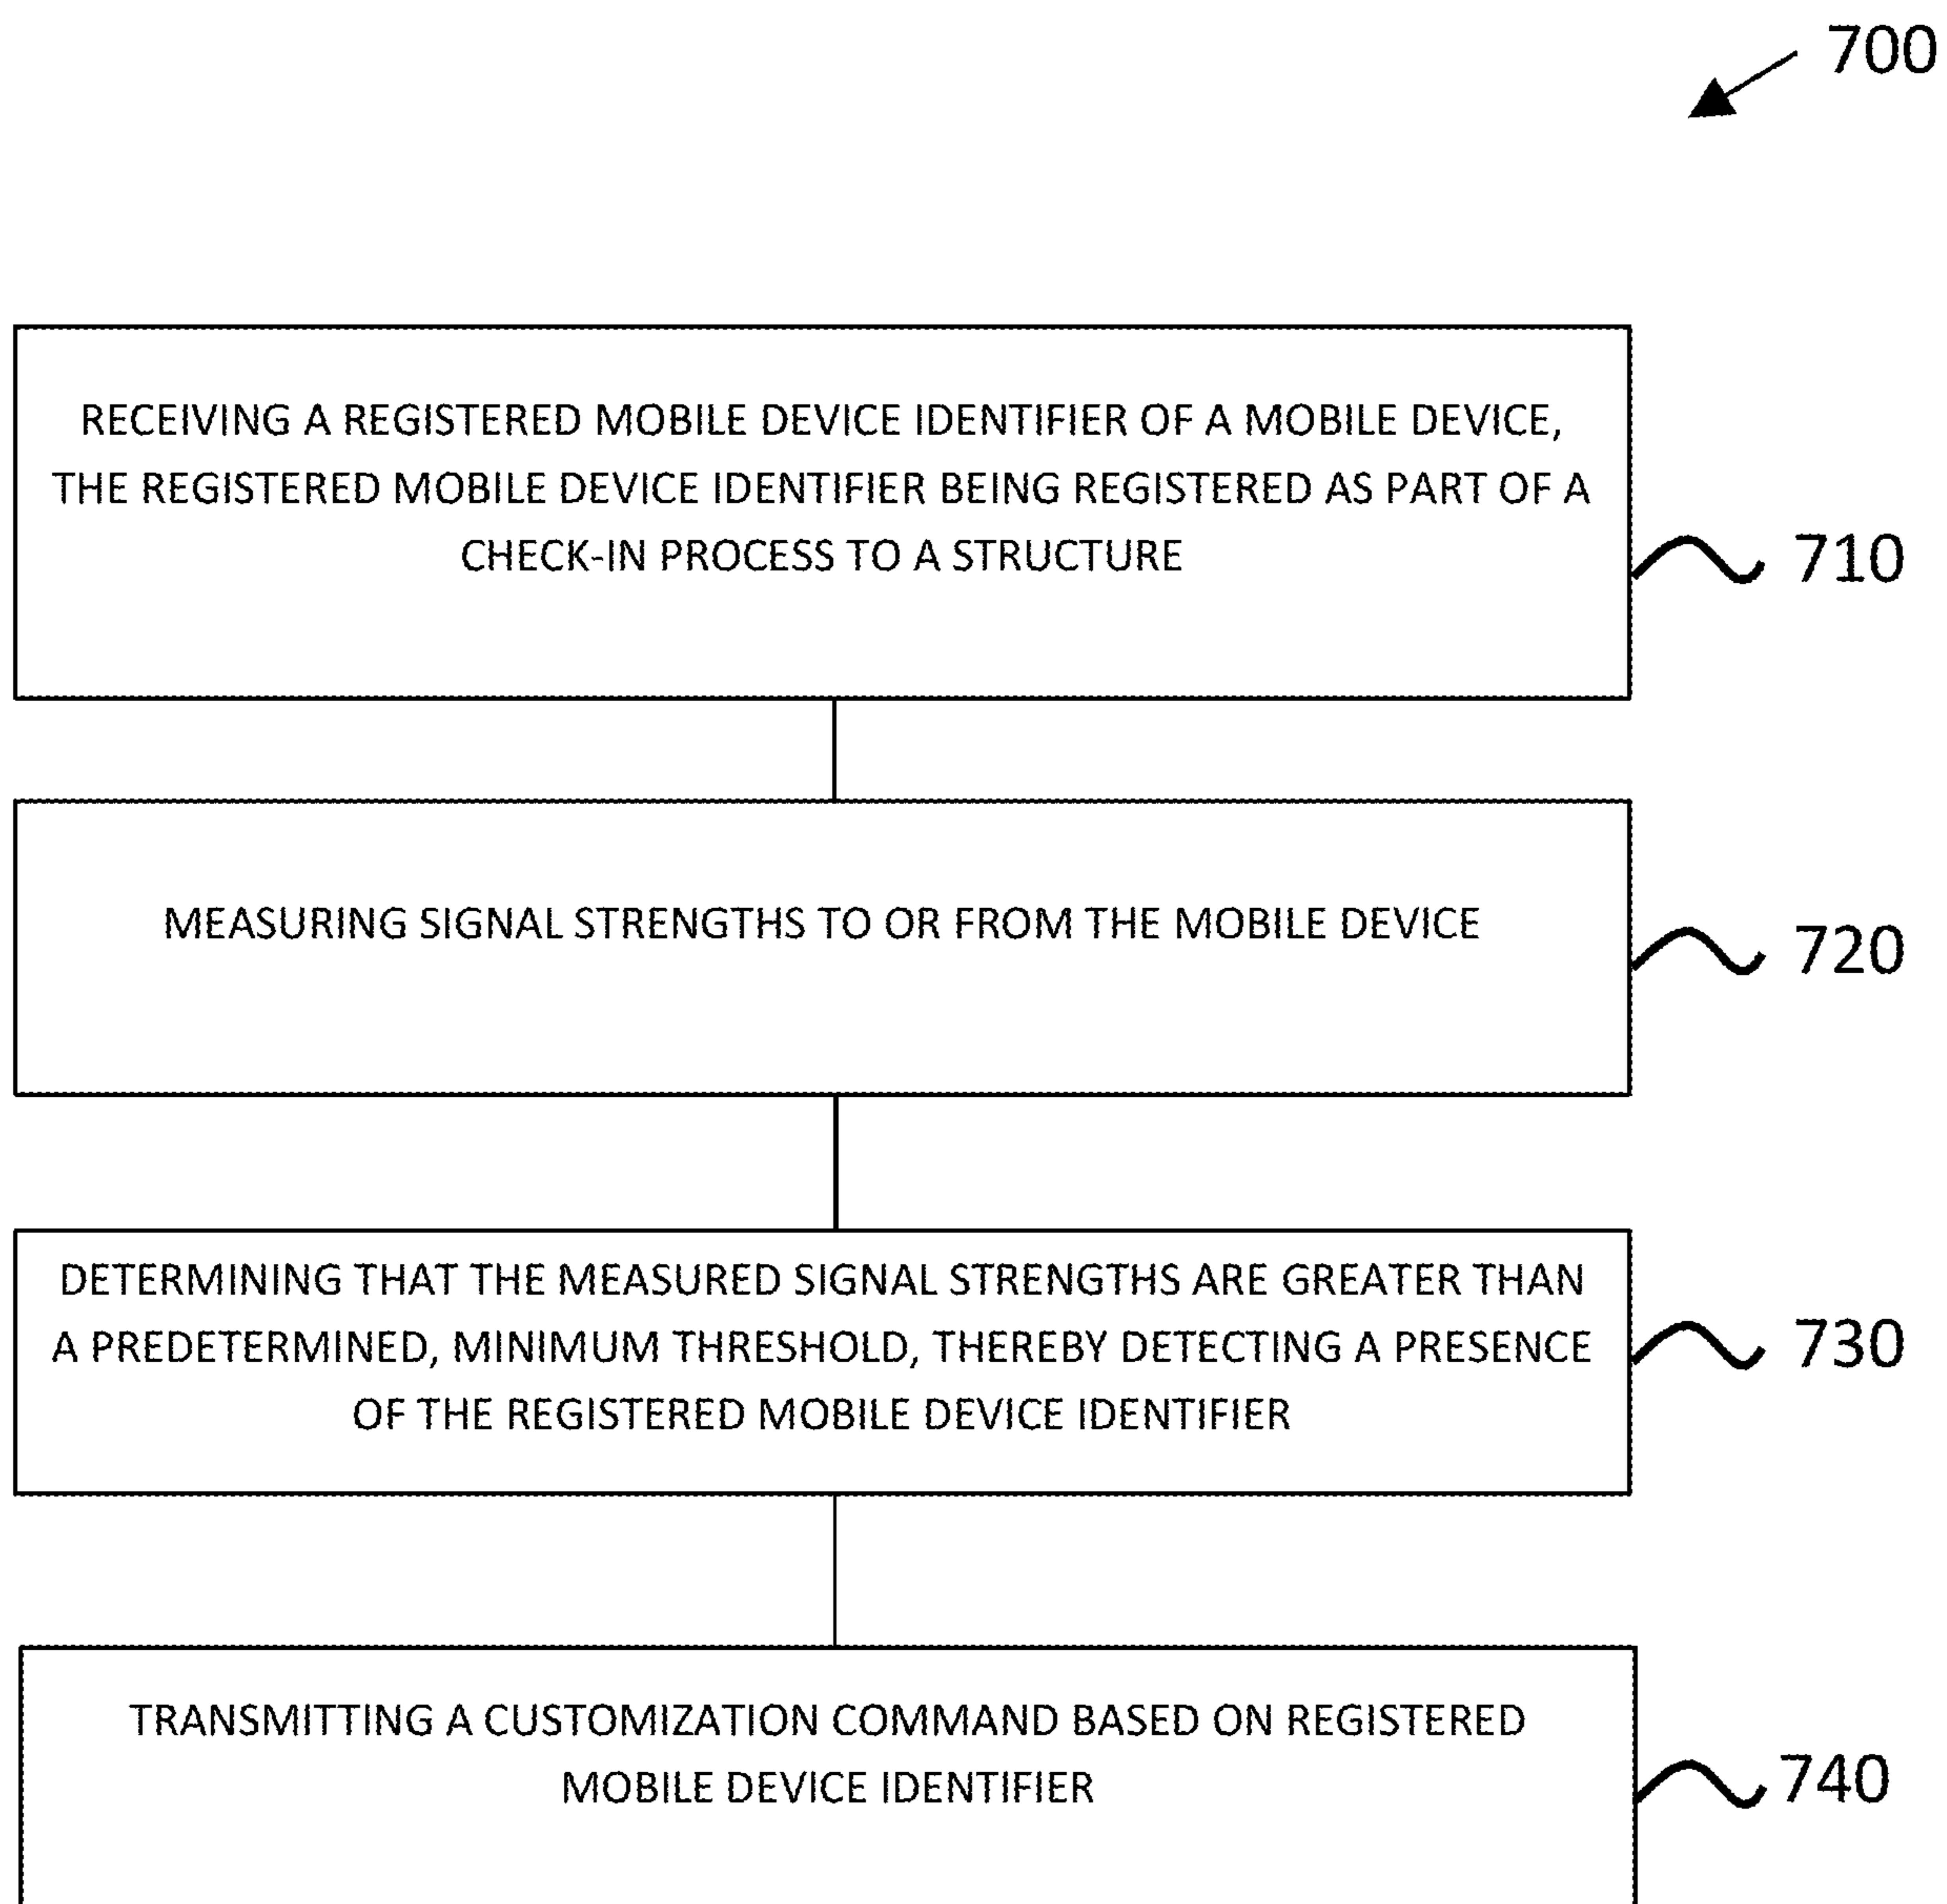 700
RECEIVING A REGISTERED MOBILE DEVICE IDENTIFIER OF A MOBILE DEVICE,
THE REGISTERED MOBILE DEVICE IDENTIFIER BEING REGISTERED AS PART OF A
CHECK-IN PROCESS TO A STRUCTURE
710
MEASURING SIGNAL STRENGTHS TO OR FROM THE MOBILE DEVICE
720
DETERMINING THAT THE MEASURED SIGNAL STRENGTHS ARE GREATER THAN
A PREDETERMINED, MINIMUM THRESHOLD, THEREBY DETECTING A PRESENCE
OF THE REGISTERED MOBILE DEVICE IDENTIFIER
730
TRANSMITTING A CUSTOMIZATION COMMAND BASED ON REGISTERED
MOBILE DEVICE IDENTIFIER
740